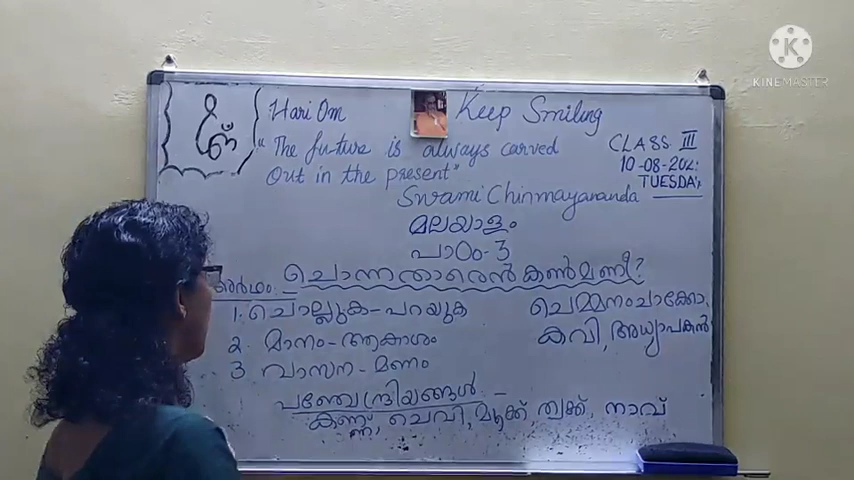 KINEMASTER
Hari Om
Keep Smiling
"The future is always carved
Out in the present"
Swami Chinmayananda
CLASS III
10-08-202
TUESDAY
മലയാളം
പാഠം-3
ചൊന്നതാരെൻ കൺമണീ?
അർഥം
1. ചൊല്ലുക-പറയുക
2 മാനം-ആകാശം
3 വാസന-മണം
ചെമ്മനംചാക്കോ,
കവി, അധ്യാപകൻ
പഞ്ചേന്ദ്രിയങ്ങൾ -
കണ്ണ്, ചെവി, മൂക്ക്, ത്വക്ക്, നാവ്